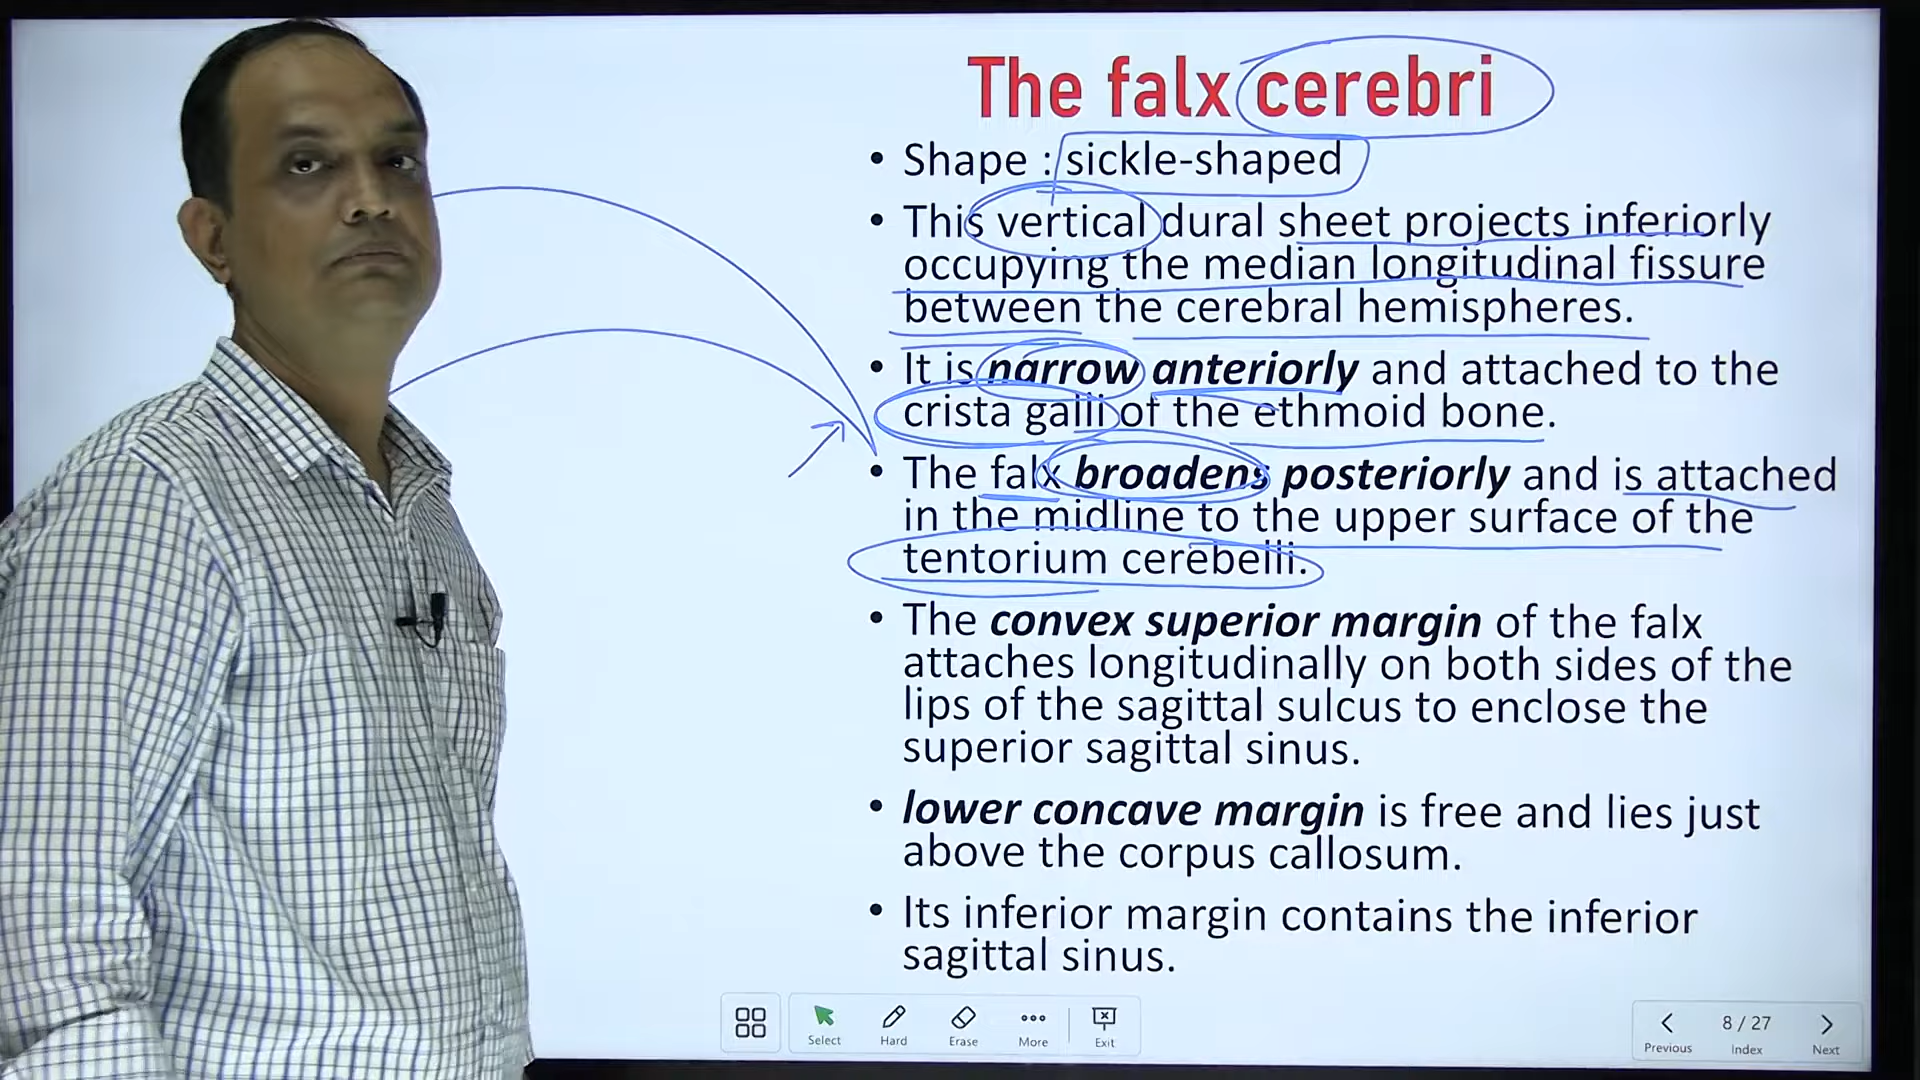 The falx cerebri
• Shape : sickle-shaped
• This vertical dural sheet projects inferiorly
occupying the median longitudinal fissure
between the cerebral hemispheres.
• It is narrow anteriorly and attached to the
crista galli of the ethmoid bone.
• The falx broadens posteriorly and is attached
in the midline to the upper surface of the
tentorium cerebelli.
• The convex superior margin of the falx
attaches longitudinally on both sides of the
lips of the sagittal sulcus to enclose the
superior sagittal sinus.
• lower concave margin is free and lies just
above the corpus callosum.
• Its inferior margin contains the inferior
sagittal sinus.
Select Hard Erase More Exit
8 / 27
Previous Index Next